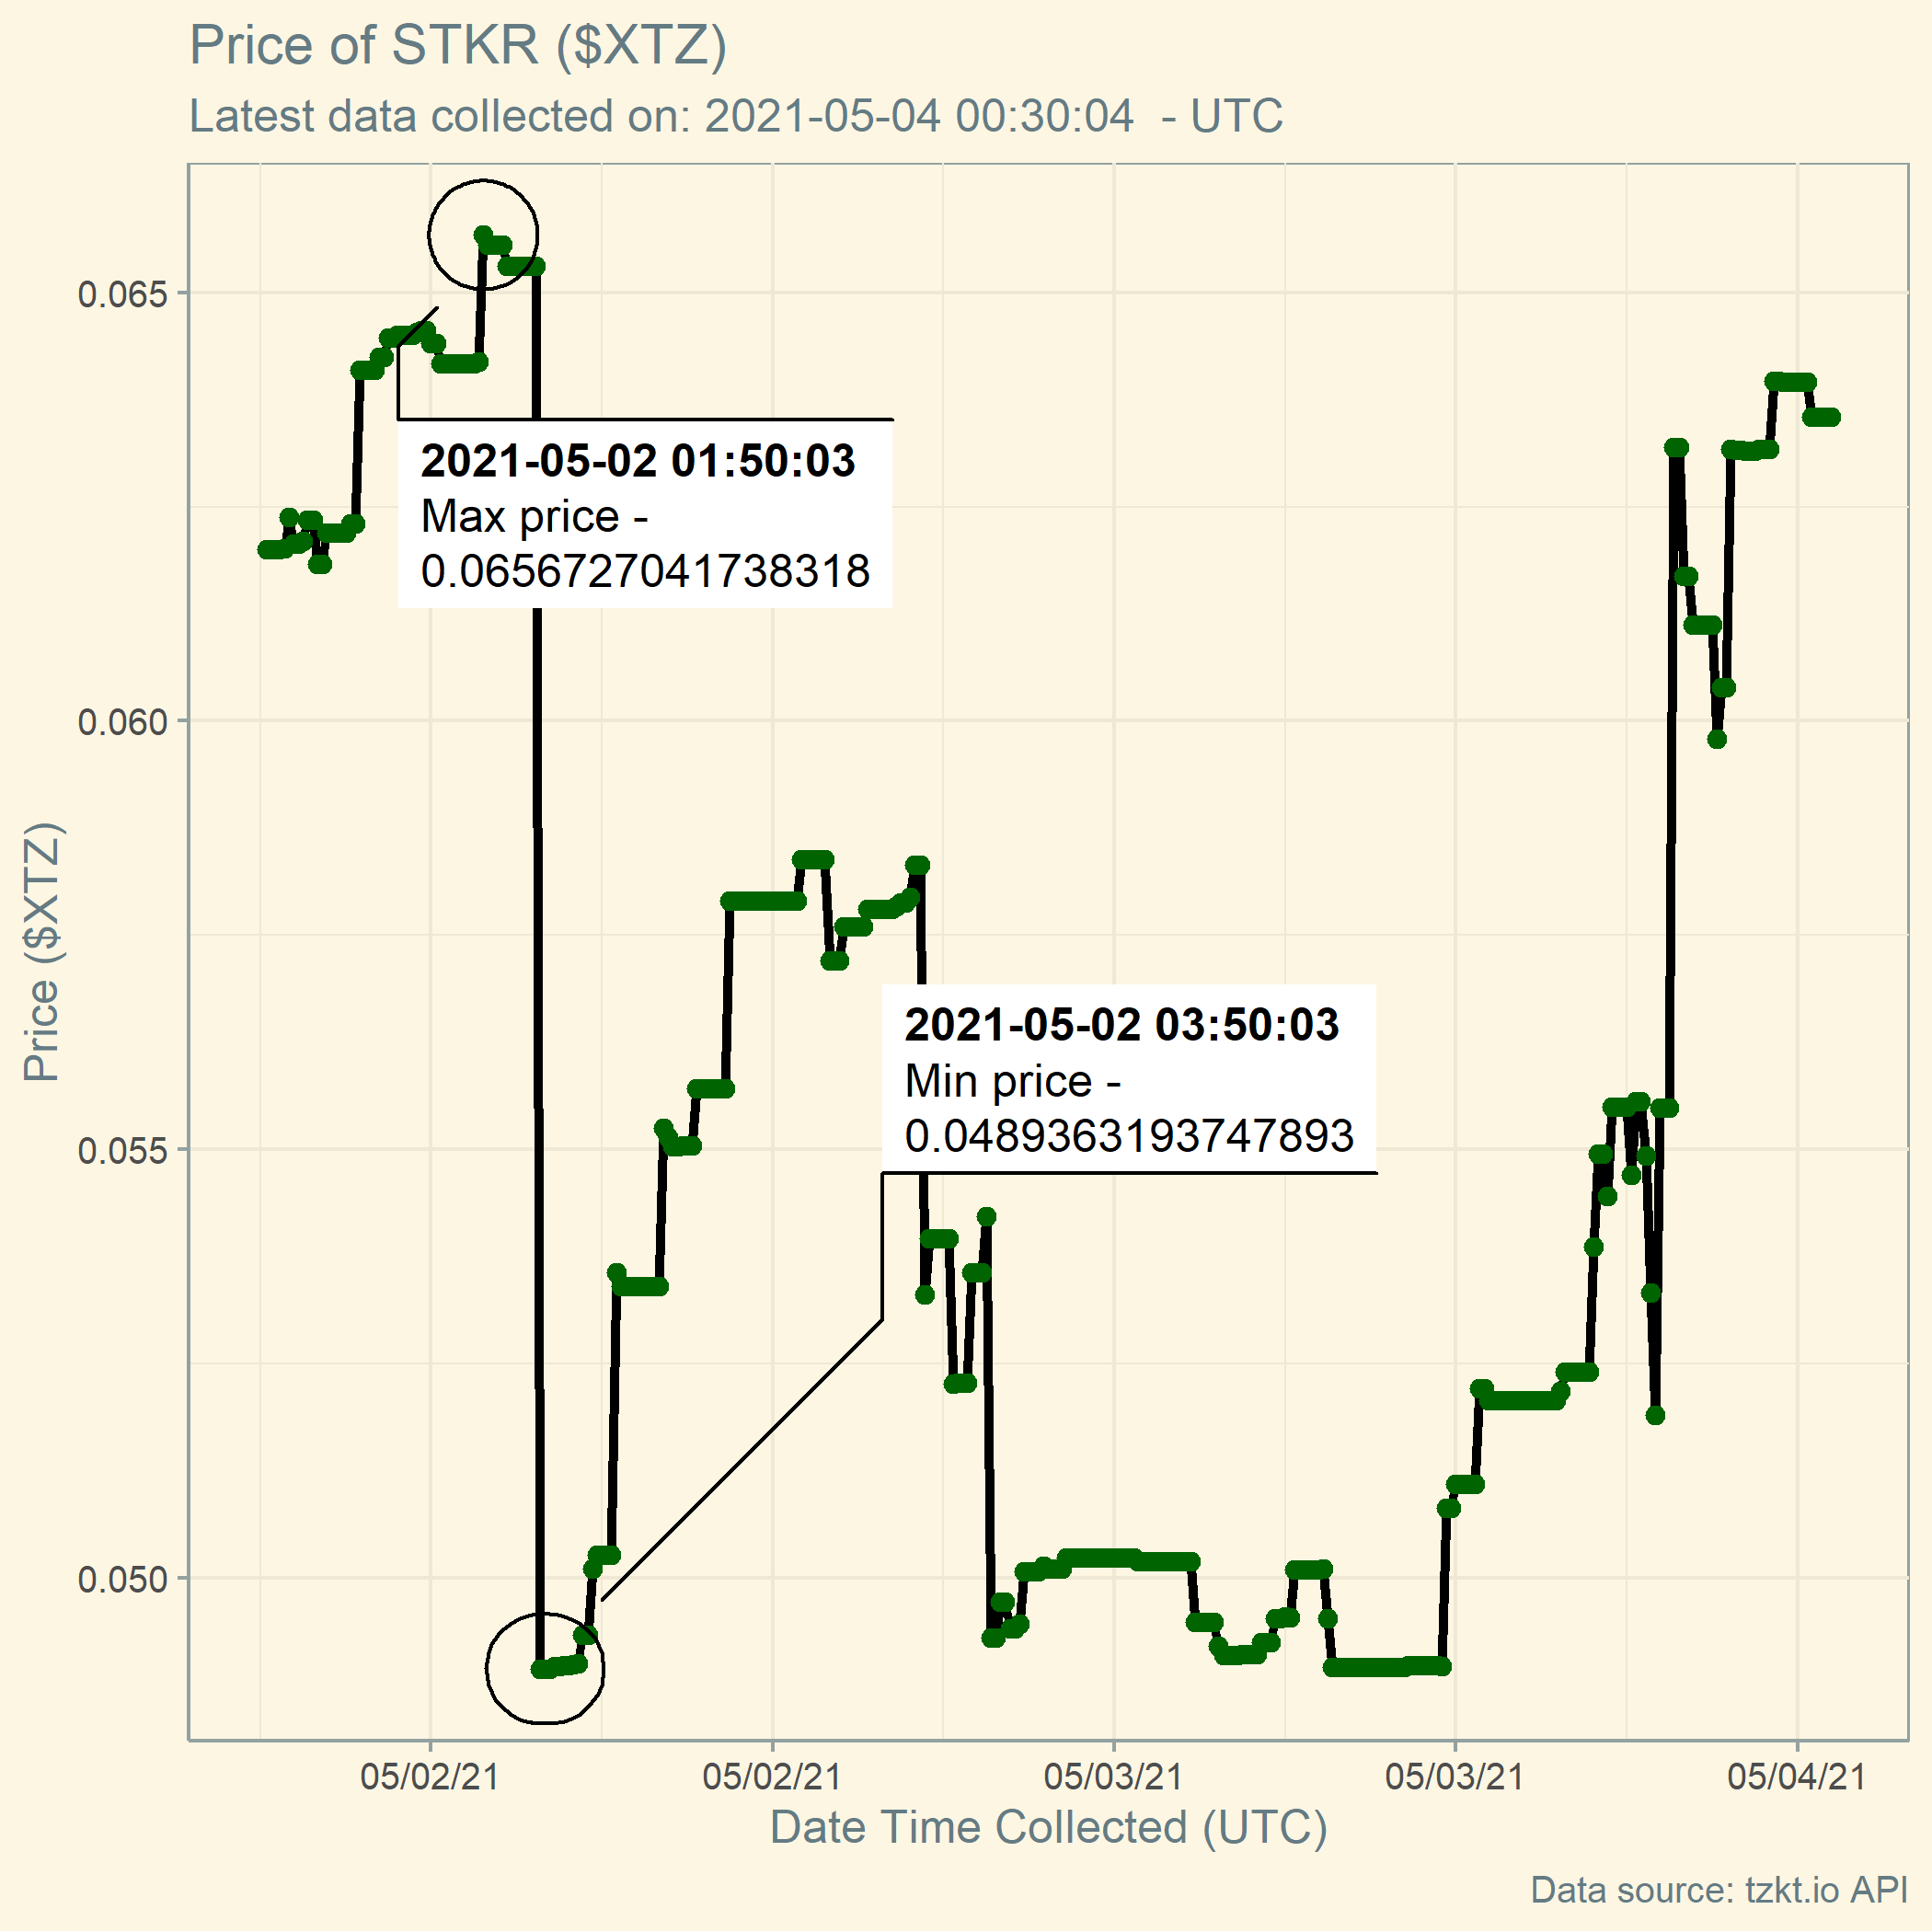 Price of STKR ($XTZ)
Latest data collected on: 2021-05-04 00:30:04  - UTC
Price ($XTZ)
0.065
0.060
0.055
0.050
2021-05-02 01:50:03
Max price -
0.0656727041738318
2021-05-02 03:50:03
Min price -
0.0489363193747893
05/02/21
05/02/21
05/03/21
05/03/21
05/04/21
Date Time Collected (UTC)
Data source: tzkt.io API